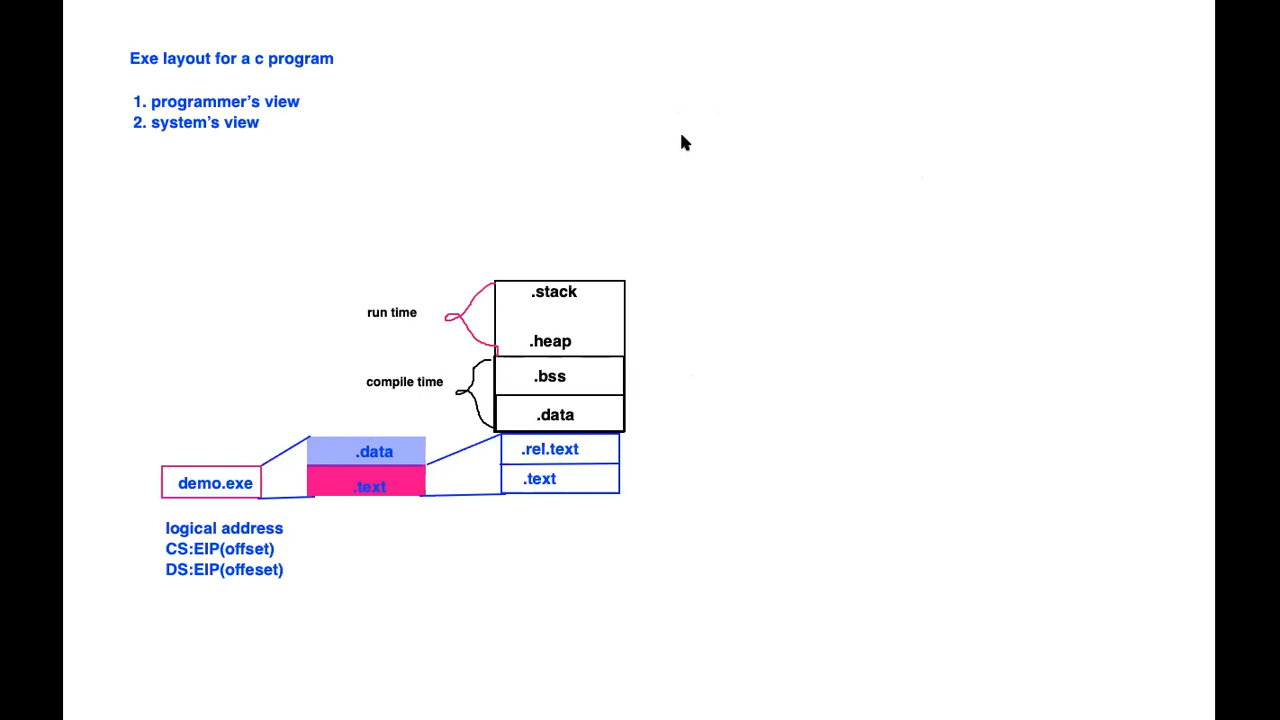 Exe layout for a c program
1. programmer’s view
2. system’s view
.stack
run time
.heap
.bss
compile time
.data
.rel.text
.data
.text
demo.exe
.text
logical address
CS:EIP(offset)
DS:EIP(offeset)